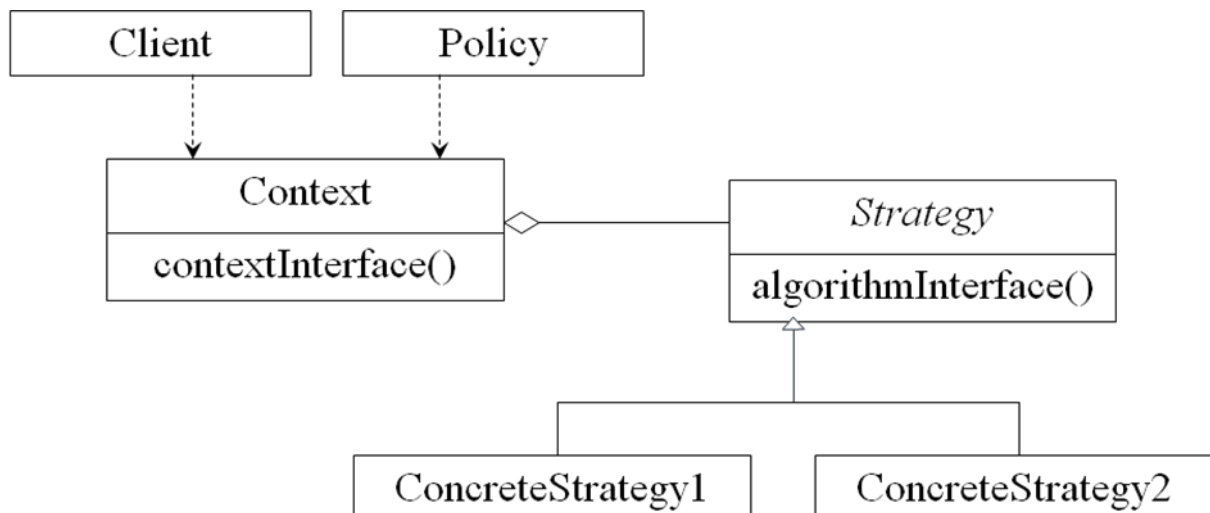 Client
Policy
Context
contextInterface()
Strategy
algorithmInterface()
ConcreteStrategy1
ConcreteStrategy2